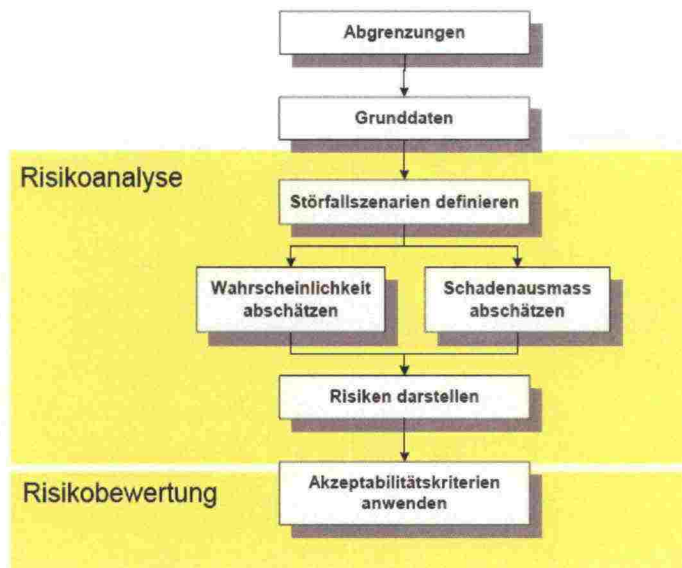 Abgrenzungen
Grunddaten
Risikoanalyse
Störfallszenarien definieren
Wahrscheinlichkeit
abschätzen
Schadenausmass
abschätzen
Risiken darstellen
Risikobewertung
Akzeptabilitätskriterien
anwenden